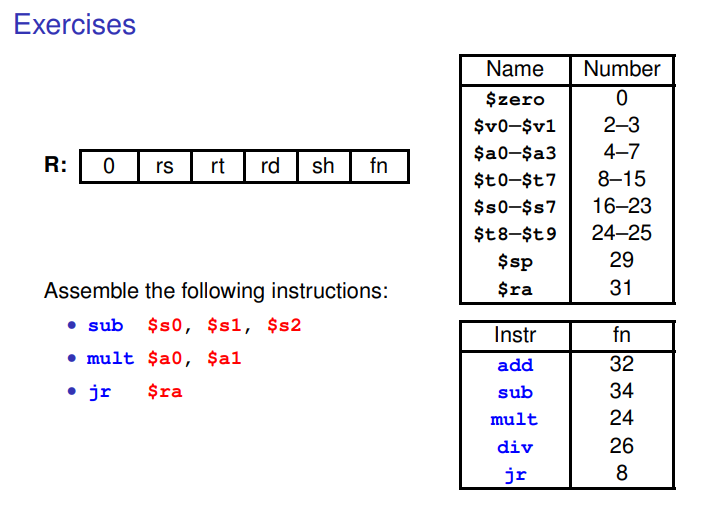 Exercises
R: 0 rs rt rd sh fn
Assemble the following instructions:
• sub $s0, $s1, $s2
• mult $a0, $a1
• jr $ra
Name Number
$zero 0
$v0–$v1 2–3
$a0–$a3 4–7
$t0–$t7 8–15
$s0–$s7 16–23
$t8–$t9 24–25
$sp 29
$ra 31
Instr fn
add 32
sub 34
mult 24
div 26
jr 8